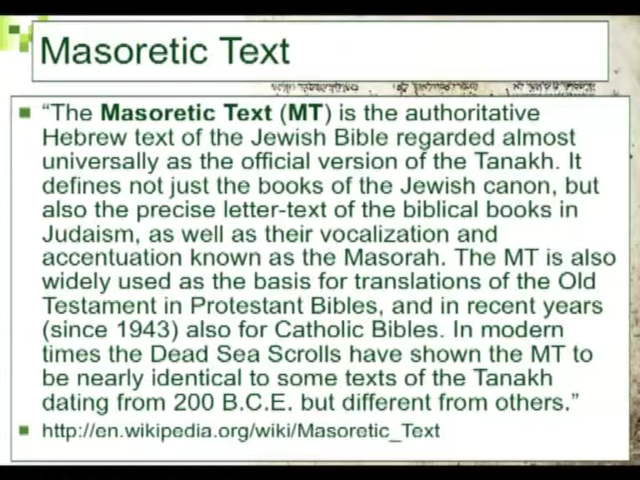 Masoretic Text
“The Masoretic Text (MT) is the authoritative
Hebrew text of the Jewish Bible regarded almost
universally as the official version of the Tanakh. It
defines not just the books of the Jewish canon, but
also the precise letter-text of the biblical books in
Judaism, as well as their vocalization and
accentuation known as the Masorah. The MT is also
widely used as the basis for translations of the Old
Testament in Protestant Bibles, and in recent years
(since 1943) also for Catholic Bibles. In modern
times the Dead Sea Scrolls have shown the MT to
be nearly identical to some texts of the Tanakh
dating from 200 B.C.E. but different from others.”
http://en.wikipedia.org/wiki/Masoretic_Text